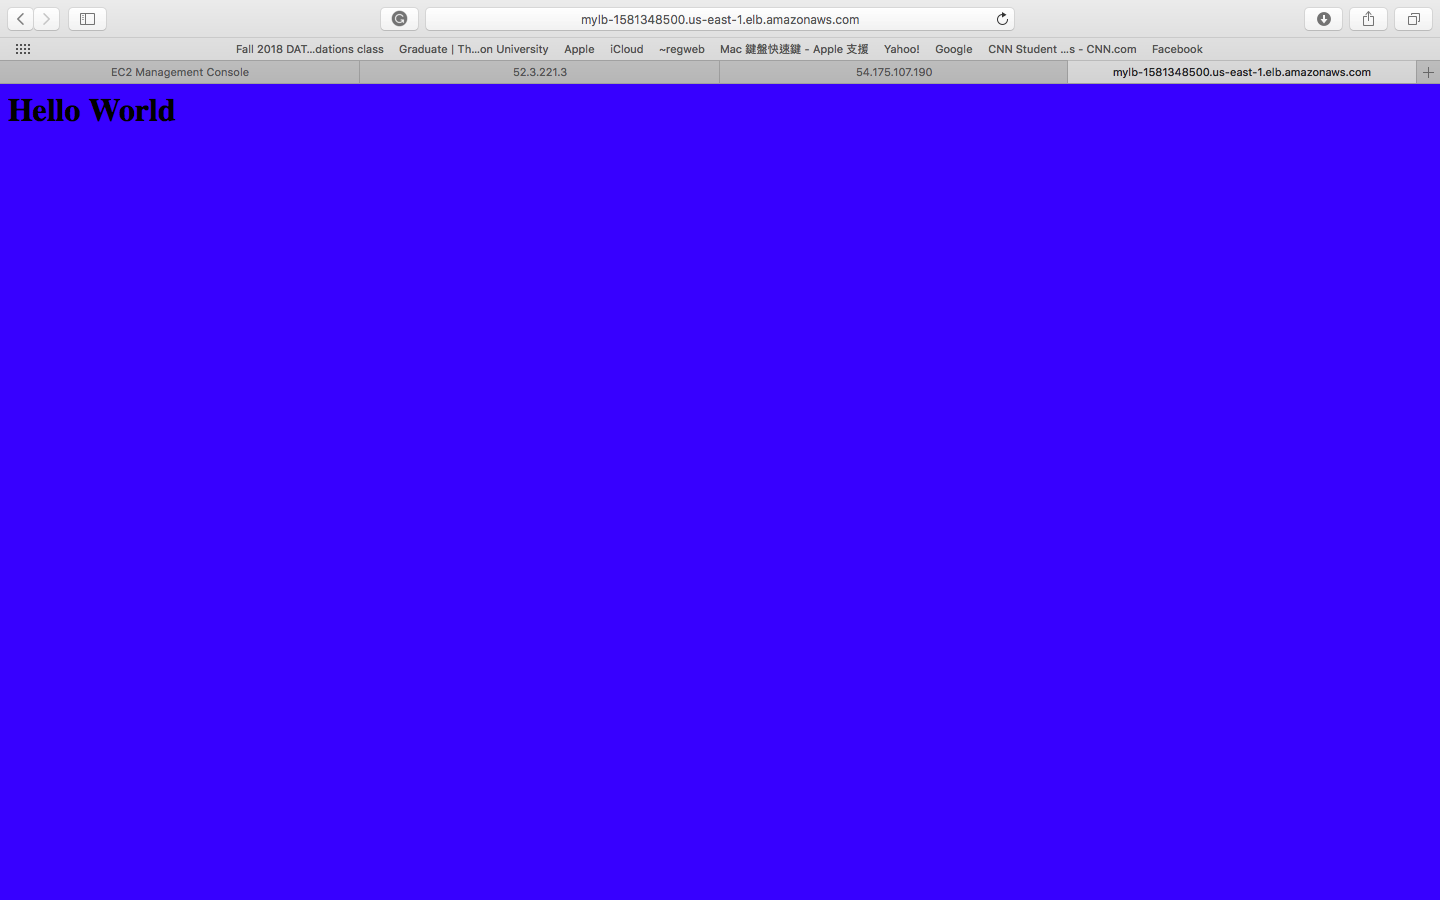 mylb-1581348500.us-east-1.elb.amazonaws.com
Fall 2018 DAT...dations class Graduate | Th...on University Apple iCloud ~regweb Mac 鍵盤快速鍵 - Apple 支援 Yahoo! Google CNN Student ...s - CNN.com Facebook
EC2 Management Console 52.3.221.3 54.175.107.190 mylb-1581348500.us-east-1.elb.amazonaws.com
Hello World